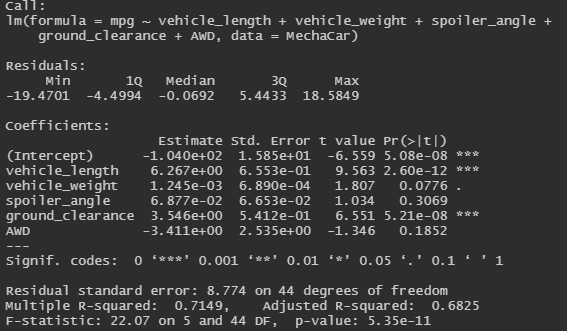 Call:
lm(formula = mpg ~ vehicle_length + vehicle_weight + spoiler_angle +
    ground_clearance + AWD, data = MechaCar)
Residuals:
     Min       1Q   Median       3Q      Max
-19.4701  -4.4994  -0.0692   5.4433  18.5849
Coefficients:
                   Estimate Std. Error t value Pr(>|t|)
(Intercept)      -1.040e+02  1.585e+01  -6.559 5.08e-08 ***
vehicle_length    6.267e+00  6.553e-01   9.563 2.60e-12 ***
vehicle_weight    1.245e-03  6.890e-04   1.807   0.0776 .
spoiler_angle     6.877e-02  6.653e-02   1.034   0.3069
ground_clearance  3.546e+00  5.412e-01   6.551 5.21e-08 ***
AWD              -3.411e+00  2.535e+00  -1.346   0.1852
---
Signif. codes:  0 ‘***’ 0.001 ‘**’ 0.01 ‘*’ 0.05 ‘.’ 0.1 ‘ ’ 1
Residual standard error: 8.774 on 44 degrees of freedom
Multiple R-squared:  0.7149,    Adjusted R-squared:  0.6825
F-statistic: 22.07 on 5 and 44 DF,  p-value: 5.35e-11